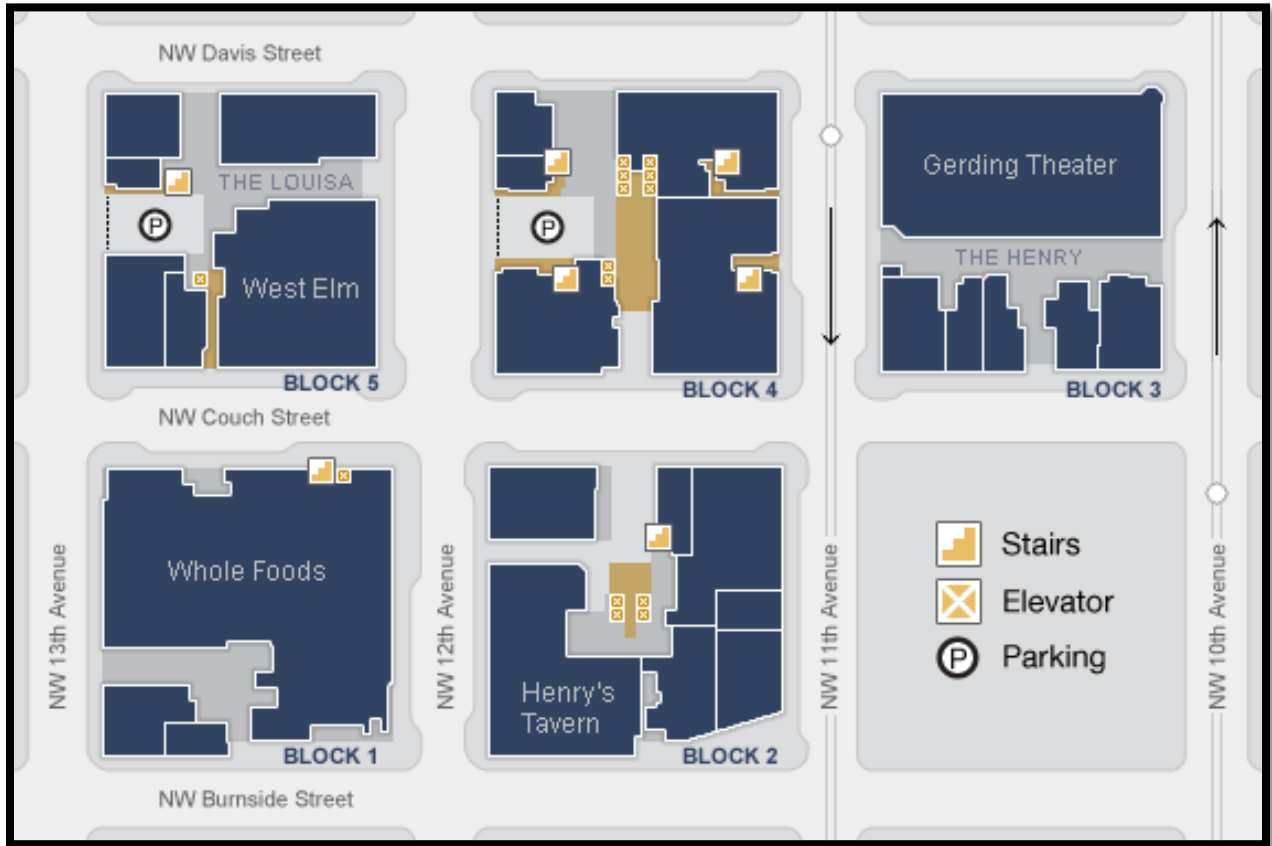 NW Davis Street
THE LOUISA
P
West Elm
BLOCK 5
P
BLOCK 4
Gerding Theater
THE HENRY
BLOCK 3
NW Couch Street
NW 13th Avenue
Whole Foods
BLOCK 1
NW 12th Avenue
Henry's
Tavern
BLOCK 2
NW 11th Avenue
Stairs
Elevator
P Parking
NW 10th Avenue
NW Burnside Street